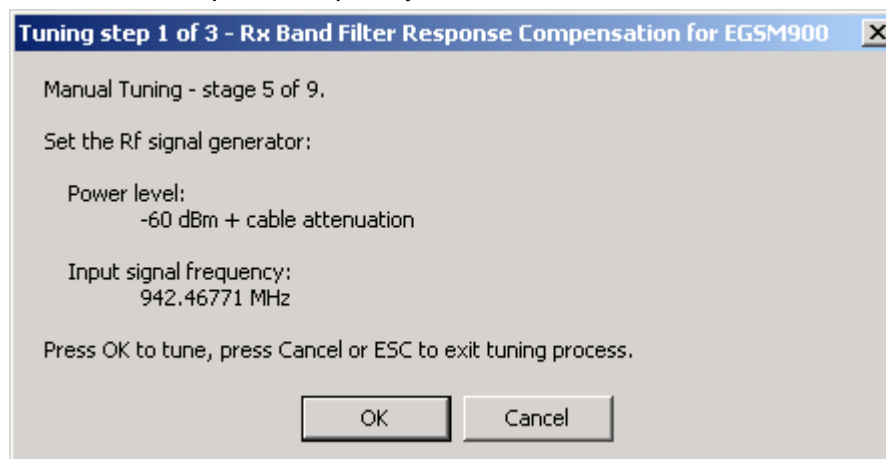 Tuning step 1 of 3 - Rx Band Filter Response Compensation for EGSM900
Manual Tuning - stage 5 of 9.
Set the Rf signal generator:
Power level:
-60 dBm + cable attenuation
Input signal frequency:
942.46771 MHz
Press OK to tune, press Cancel or ESC to exit tuning process.
OK Cancel